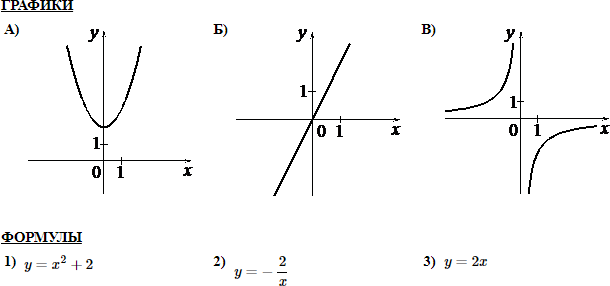 ГРАФИКИ
А) Б) В)
y y y
1 1 1
0 1 x 0 1 x 0 1 x
ФОРМУЛЫ
1) y = x² + 2 2) y = − 2/x 3) y = 2x